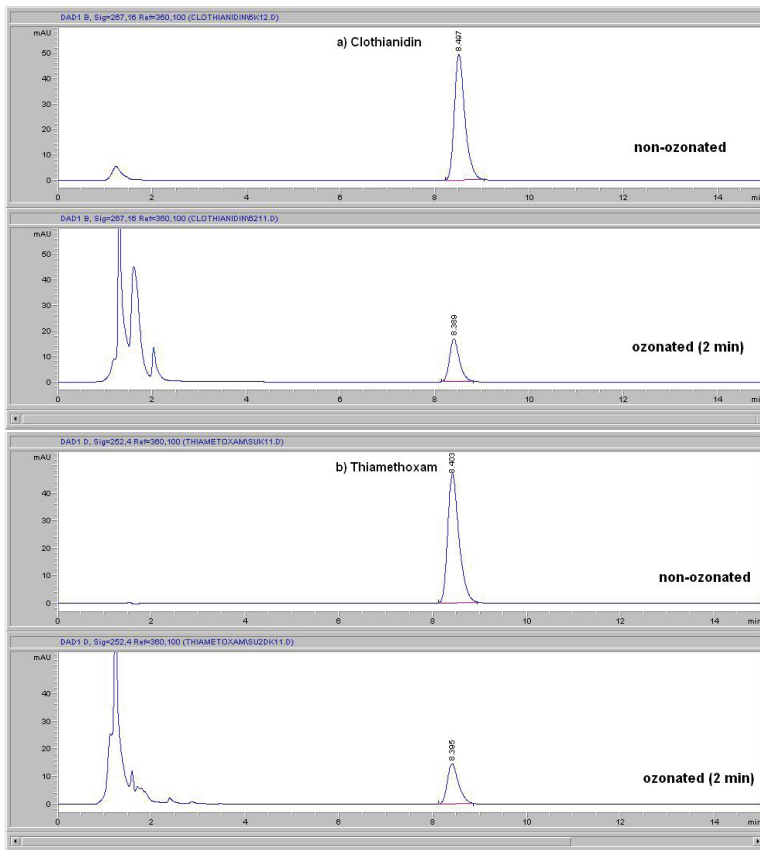 DAD1 B, Sig=267,16 Ref=360,100 (CLOTHIANIDIN\6K12.D)
mAU
a) Clothianidin
8.497
50
40
30
20
10
0
non-ozonated
0 2 4 6 8 10 12 14 min
DAD1 B, Sig=267,16 Ref=360,100 (CLOTHIANIDIN\6211.D)
mAU
50
40
30
20
10
0
8.389
ozonated (2 min)
0 2 4 6 8 10 12 14 min
DAD1 D, Sig=252,4 Ref=360,100 (THIAMETOXAM\SUK11.D)
mAU
b) Thiamethoxam
8.403
40
30
20
10
0
non-ozonated
0 2 4 6 8 10 12 14 min
DAD1 D, Sig=252,4 Ref=360,100 (THIAMETOXAM\SU2DK11.D)
mAU
40
30
20
10
0
8.395
ozonated (2 min)
0 2 4 6 8 10 12 14 min